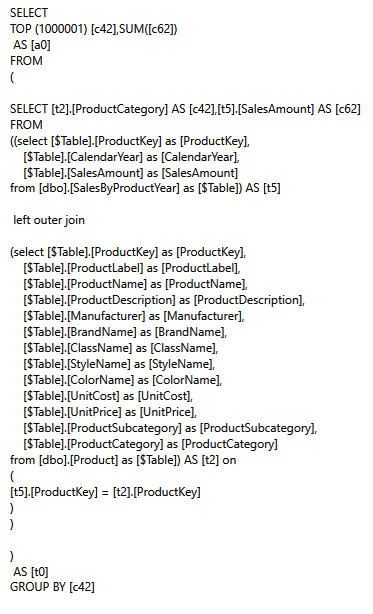 SELECT
TOP (1000001) [c42],SUM([c62])
 AS [a0]
FROM
(
SELECT [t2].[ProductCategory] AS [c42],[t5].[SalesAmount] AS [c62]
FROM
((select [$Table].[ProductKey] as [ProductKey],
    [$Table].[CalendarYear] as [CalendarYear],
    [$Table].[SalesAmount] as [SalesAmount]
from [dbo].[SalesByProductYear] as [$Table]) AS [t5]
 left outer join
(select [$Table].[ProductKey] as [ProductKey],
    [$Table].[ProductLabel] as [ProductLabel],
    [$Table].[ProductName] as [ProductName],
    [$Table].[ProductDescription] as [ProductDescription],
    [$Table].[Manufacturer] as [Manufacturer],
    [$Table].[BrandName] as [BrandName],
    [$Table].[ClassName] as [ClassName],
    [$Table].[StyleName] as [StyleName],
    [$Table].[ColorName] as [ColorName],
    [$Table].[UnitCost] as [UnitCost],
    [$Table].[UnitPrice] as [UnitPrice],
    [$Table].[ProductSubcategory] as [ProductSubcategory],
    [$Table].[ProductCategory] as [ProductCategory]
from [dbo].[Product] as [$Table]) AS [t2] on
(
[t5].[ProductKey] = [t2].[ProductKey]
)
)
)
 AS [t0]
GROUP BY [c42]